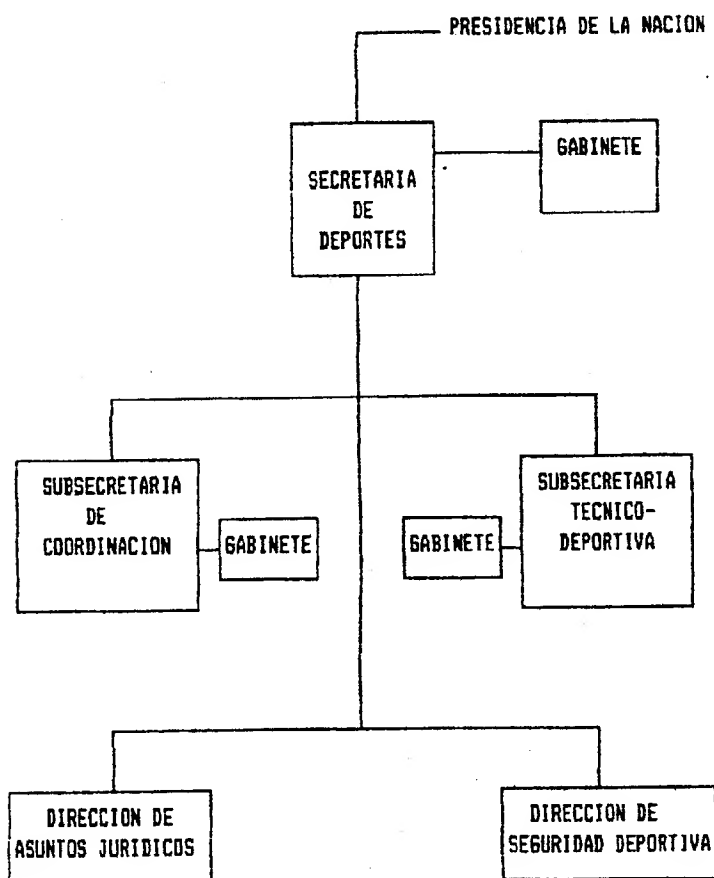 PRESIDENCIA DE LA NACION
GABINETE
SECRETARIA
DE
DEPORTES
SUBSECRETARIA
DE
COORDINACION
GABINETE
GABINETE
SUBSECRETARIA
TECNICO-
DEPORTIVA
DIRECCION DE
ASUNTOS JURIDICOS
DIRECCION DE
SEGURIDAD DEPORTIVA